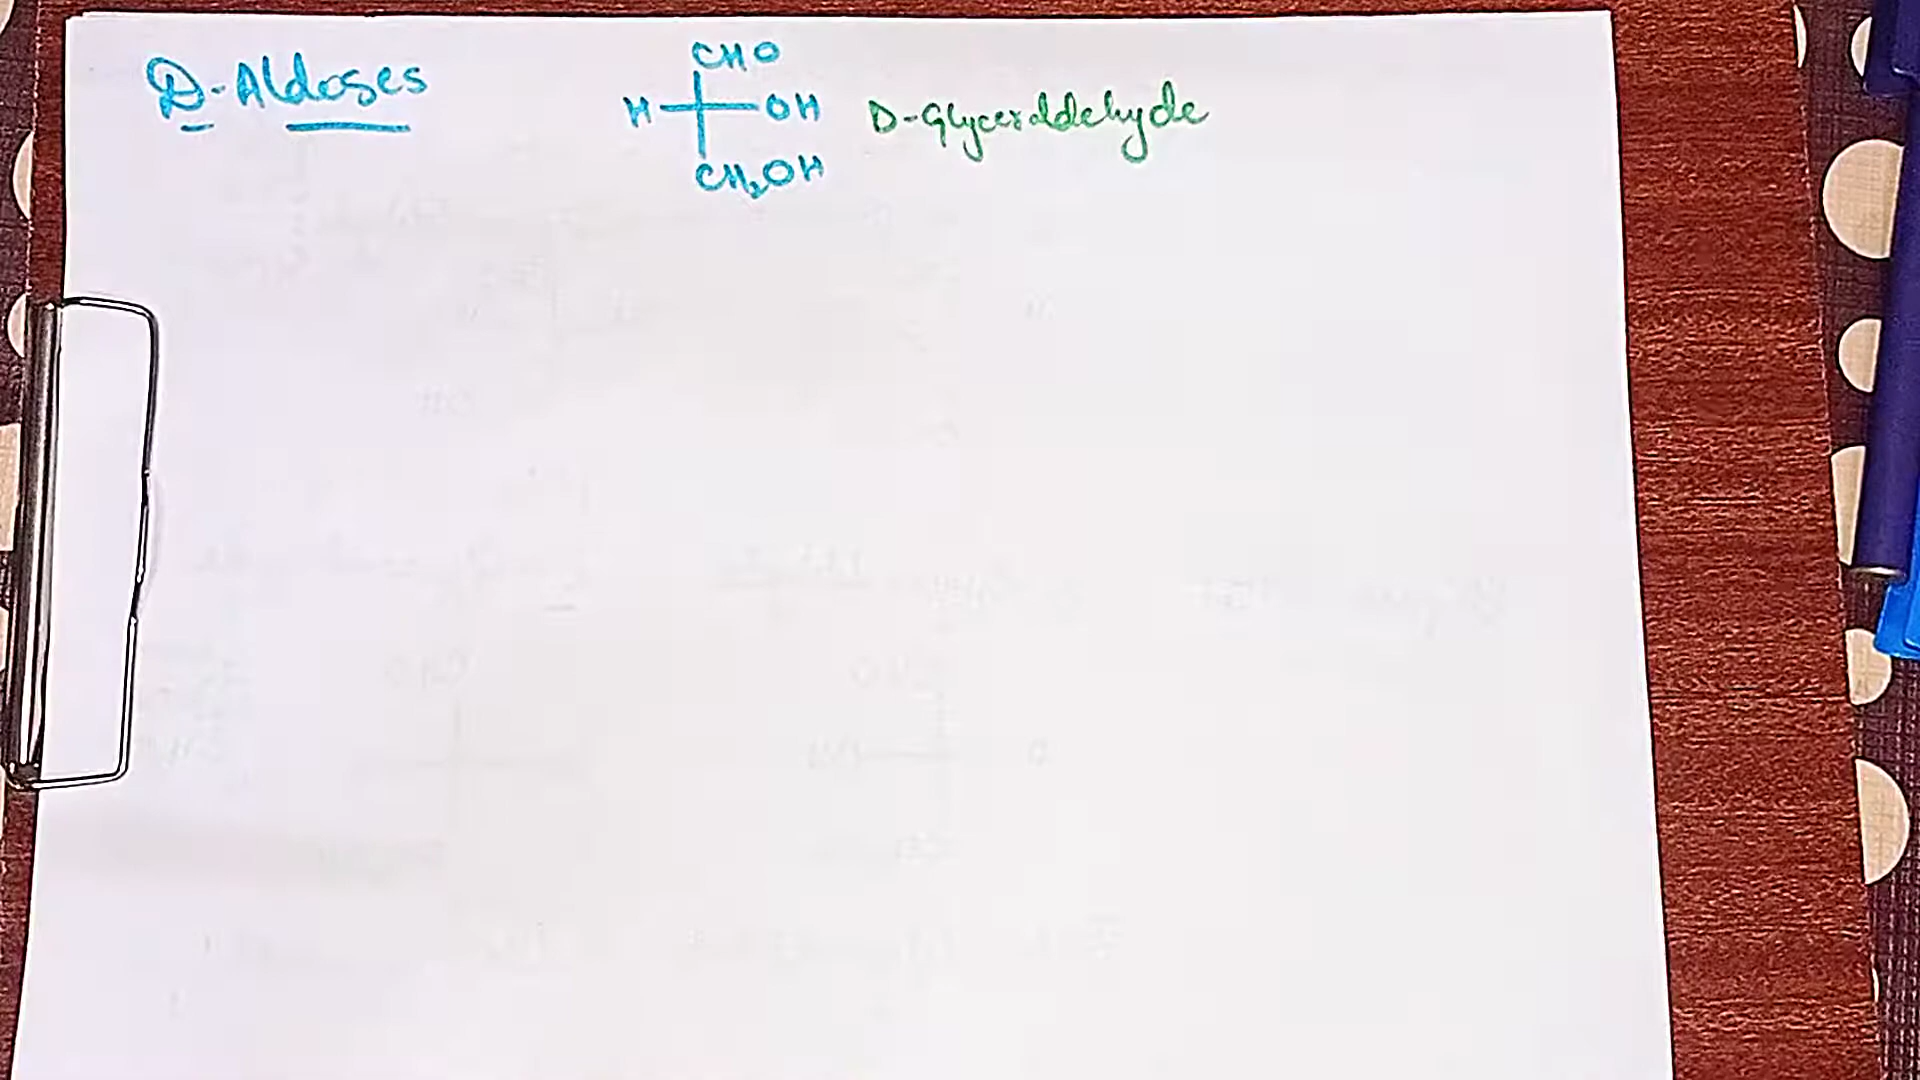 D-Aldoses
CHO
H OH D-Glyceraldehyde
CH₂OH